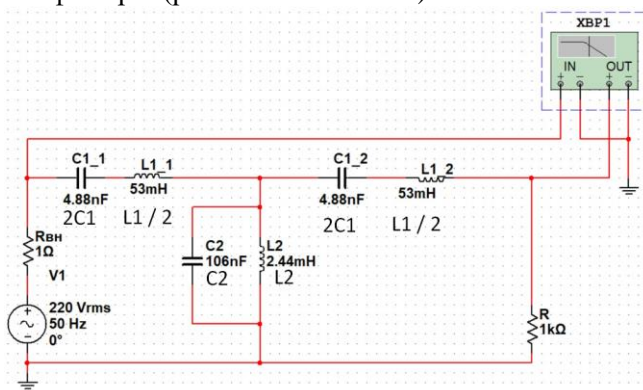 XBP1
IN OUT
C1_1
4.88nF
2C1
L1_1
53mH
L1 / 2
C1_2
4.88nF
2C1
L1_2
53mH
L1 / 2
Rвн
1Ω
V1
220 Vrms
50 Hz
0°
C2
106nF
C2
L2
2.44mH
L2
R
1kΩ